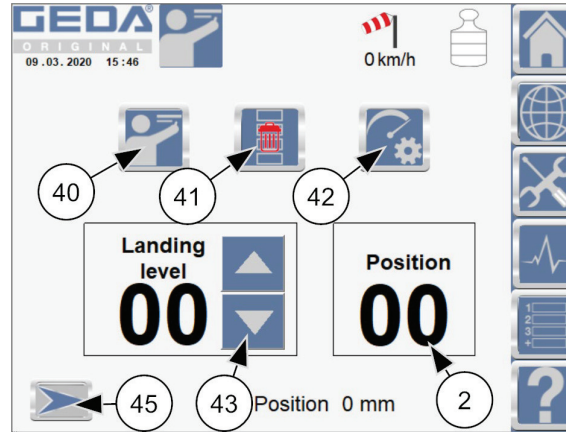 GEDA®
ORIGINAL
09.03.2020 15:46
0 km/h
40
41
42
Landing
level
00
Position
00
45
43
Position 0 mm
2
1
2
3
+
?